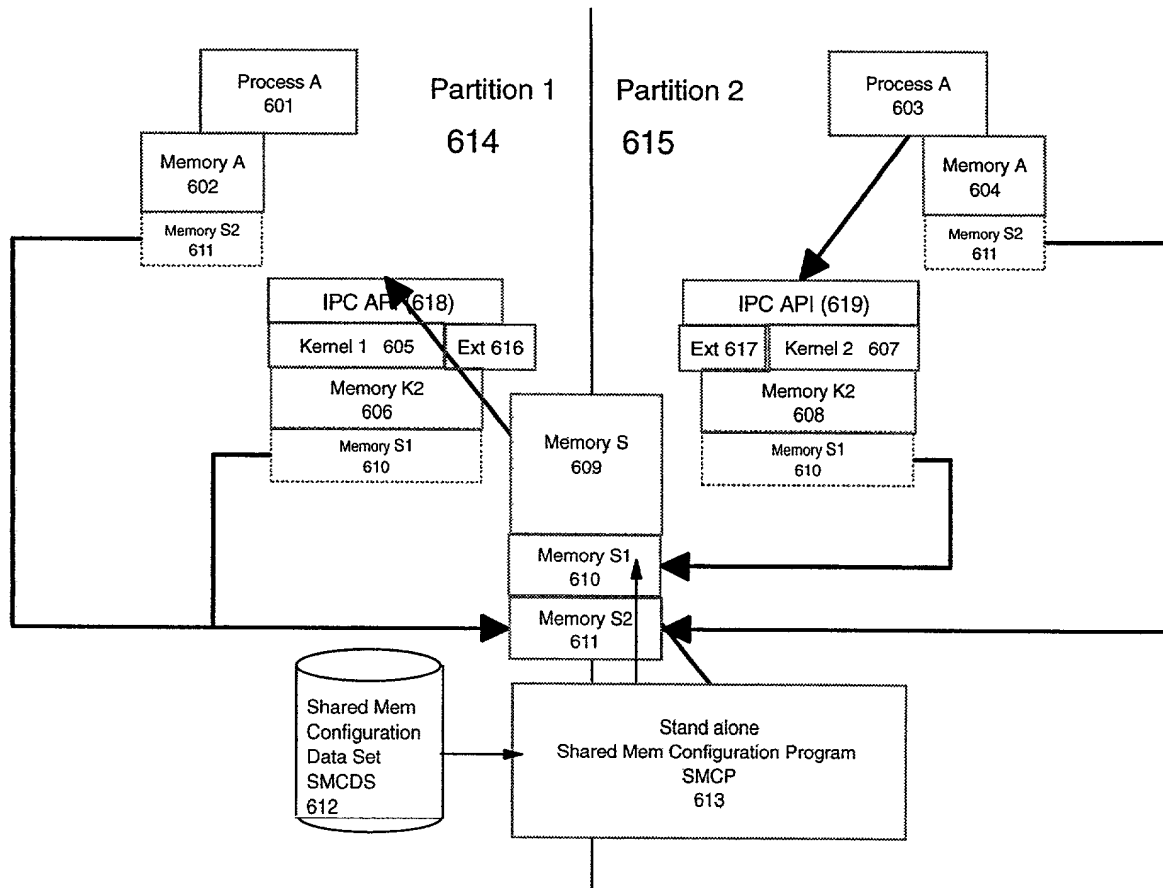 Process A
601
Partition 1
614
Partition 2
615
Process A
603
Memory A
602
Memory A
604
Memory S2
611
Memory S2
611
IPC API (618)
IPC API (619)
Kernel 1 605
Ext 616
Ext 617
Kernel 2 607
Memory K2
606
Memory K2
608
Memory S1
610
Memory S
609
Memory S1
610
Memory S1
610
Memory S2
611
Shared Mem
Configuration
Data Set
SMCDS
612
Stand alone
Shared Mem Configuration Program
SMCP
613